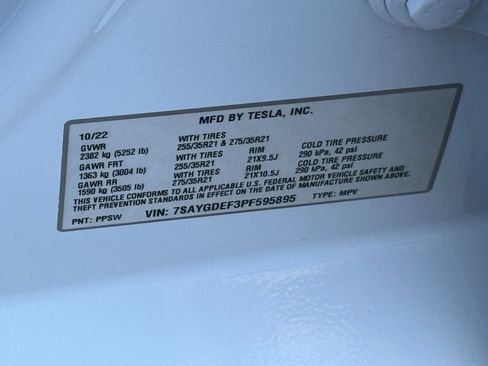 MFD BY TESLA, INC.
10/22
GVWR WITH TIRES
2382 kg (5252 lb) 255/35R21 & 275/35R21
GAWR FRT WITH TIRES RIM COLD TIRE PRESSURE
1363 kg (3004 lb) 255/35R21 21X9.5J 290 kPa, 42 psi
GAWR RR WITH TIRES RIM COLD TIRE PRESSURE
1590 kg (3505 lb) 275/35R21 21X10.5J 290 kPa, 42 psi
THIS VEHICLE CONFORMS TO ALL APPLICABLE U.S. FEDERAL MOTOR VEHICLE SAFETY AND
THEFT PREVENTION STANDARDS IN EFFECT ON THE DATE OF MANUFACTURE SHOWN ABOVE.
PNT: PPSW VIN: 7SAYGDEF3PF595895 TYPE: MPV